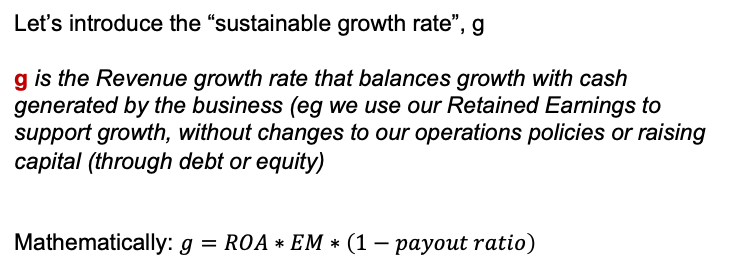 Let’s introduce the “sustainable growth rate”, g
g is the Revenue growth rate that balances growth with cash
generated by the business (eg we use our Retained Earnings to
support growth, without changes to our operations policies or raising
capital (through debt or equity)
Mathematically: g = ROA ∗ EM ∗ (1 − payout ratio)